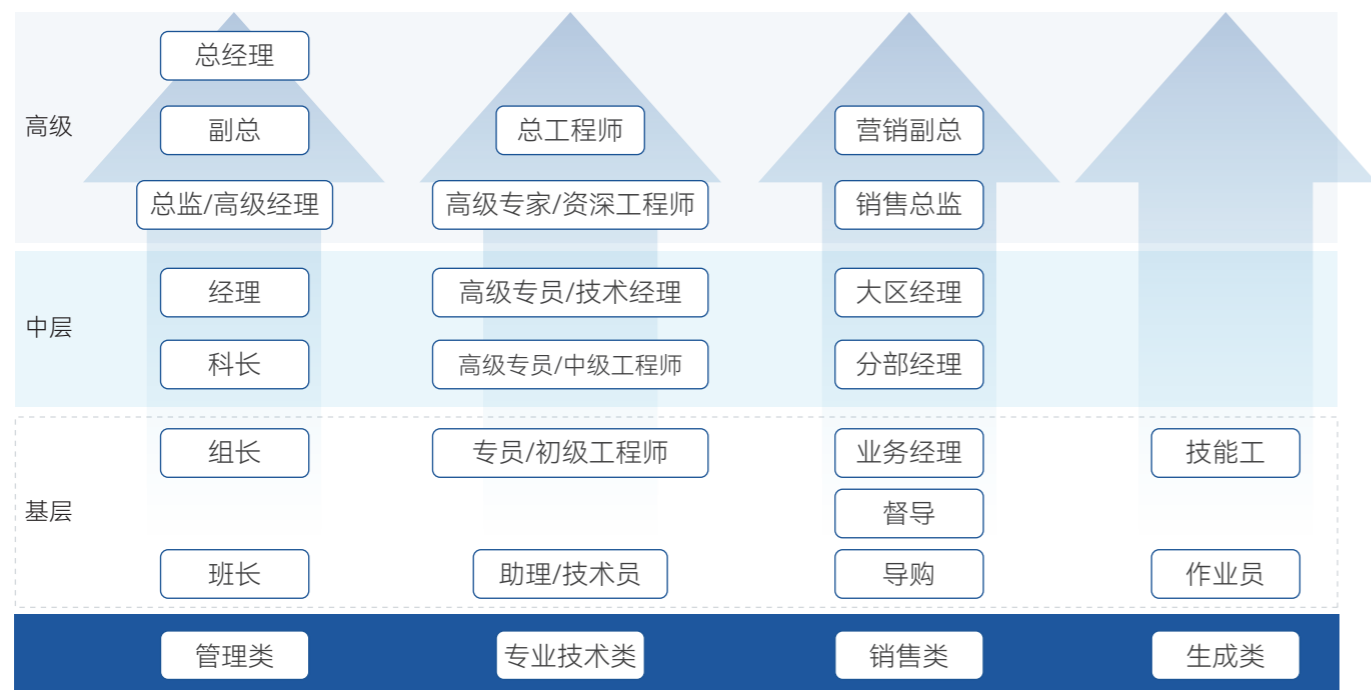 总经理
高级
副总
总工程师
营销副总
总监/高级经理
高级专家/资深工程师
销售总监
中层
经理
高级专员/技术经理
大区经理
科长
高级专员/中级工程师
分部经理
基层
组长
专员/初级工程师
业务经理
技能工
督导
班长
助理/技术员
导购
作业员
管理类
专业技术类
销售类
生成类